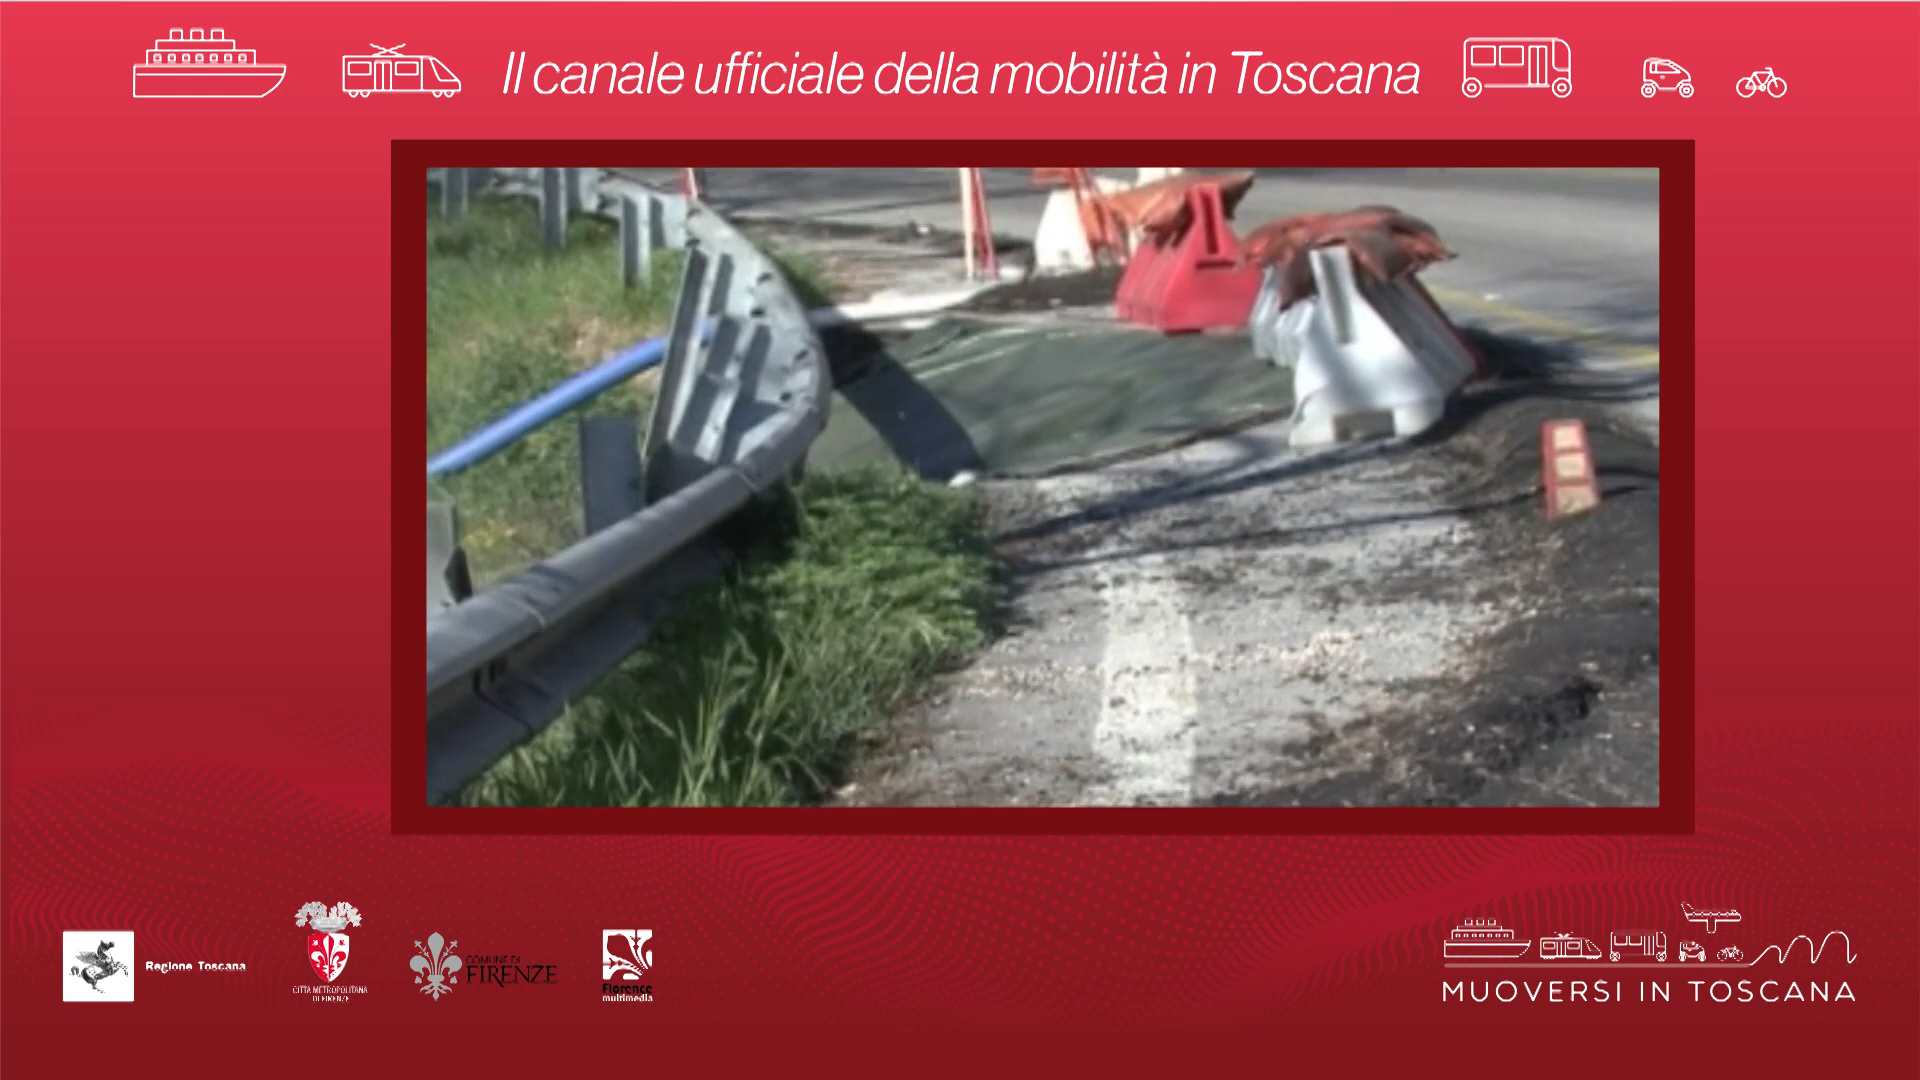 Il canale ufficiale della mobilità in Toscana
Regione Toscana
CITTÀ METROPOLITANA
DI FIRENZE
COMUNE DI
FIRENZE
Florence
multimedia
MUOVERSI IN TOSCANA